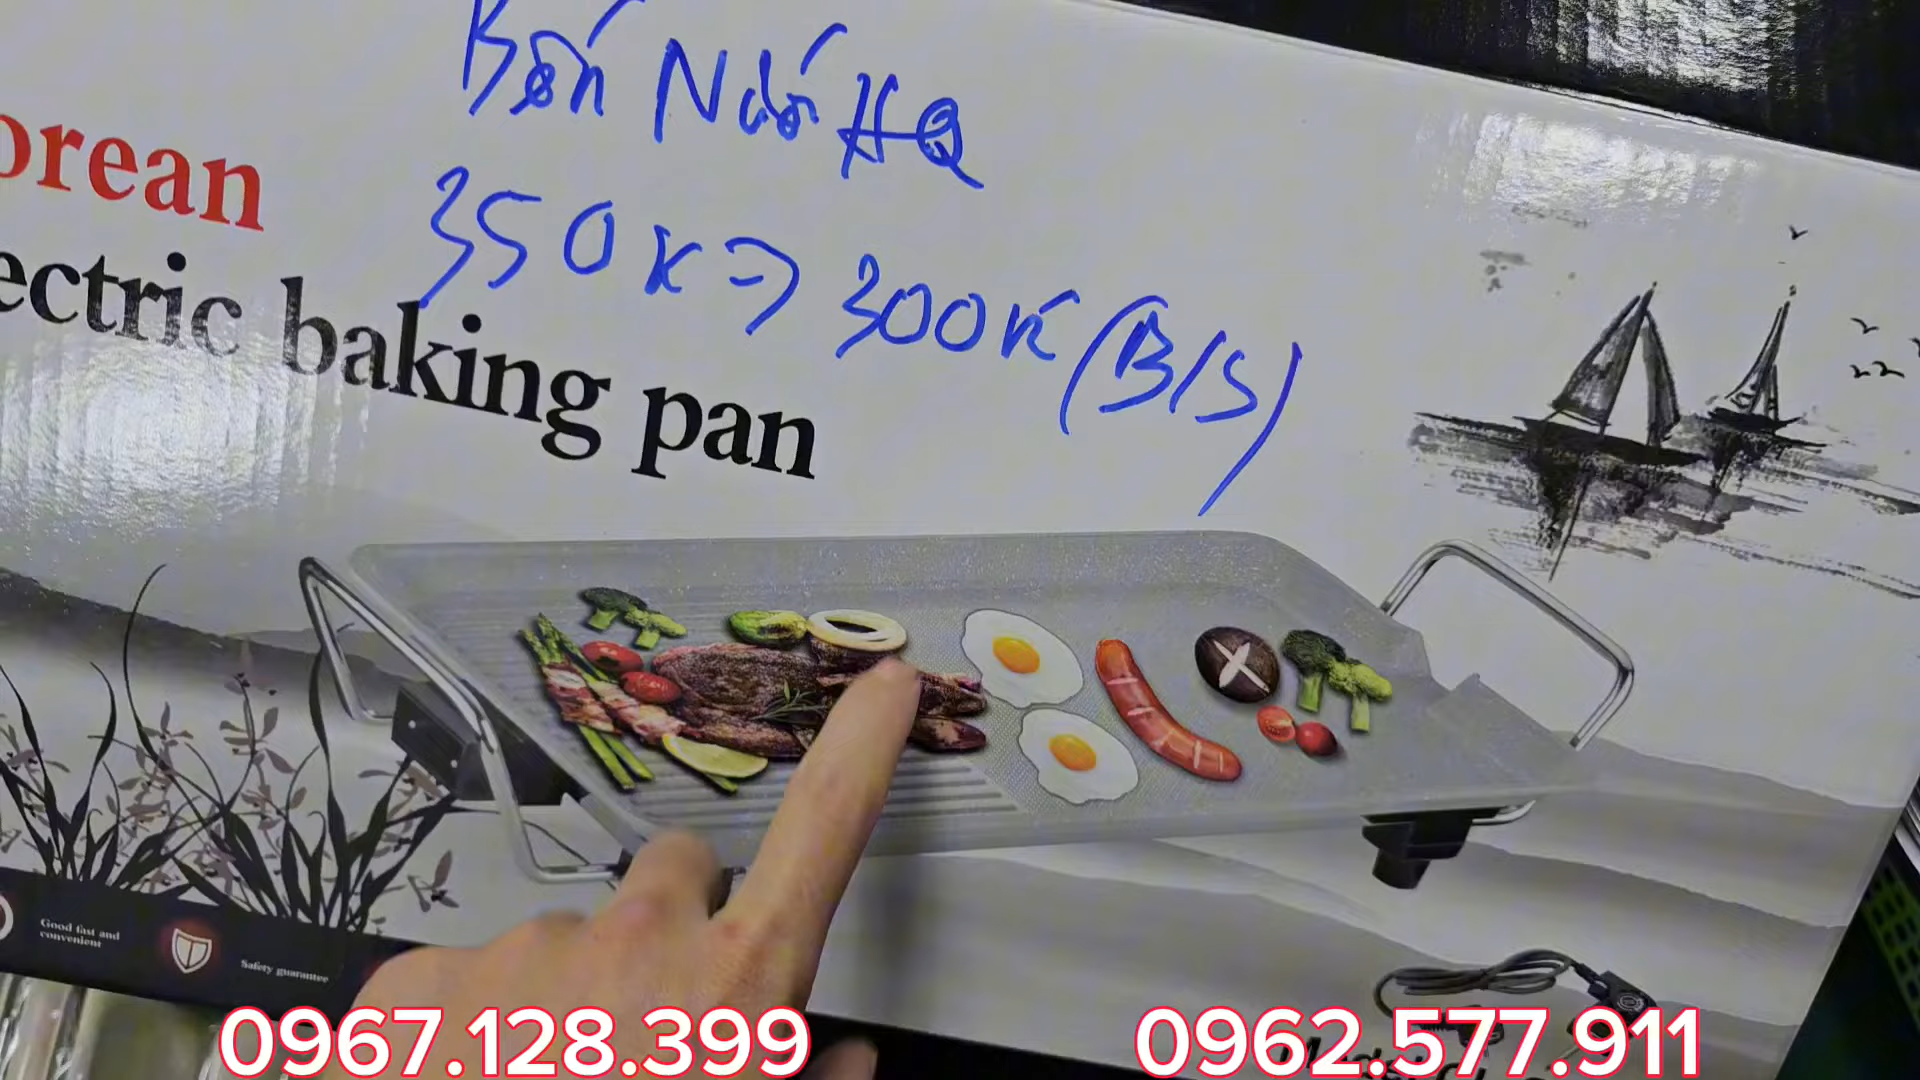 Bếp Nướng HQ
350K => 300K (B/S)
orean
ectric baking pan
Good fast and
convenient
Safety guarantee
0967.128.399
0962.577.911